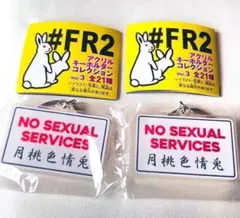 #FR2
アクリル
キーホルダー
コレクション
vol.3 全21種
#FR2
アクリル
キーホルダー
コレクション
vol.3 全21種
NO SEXUAL
SERVICES
月桃色情兎
NO SEXUAL
SERVICES
月桃色情兎